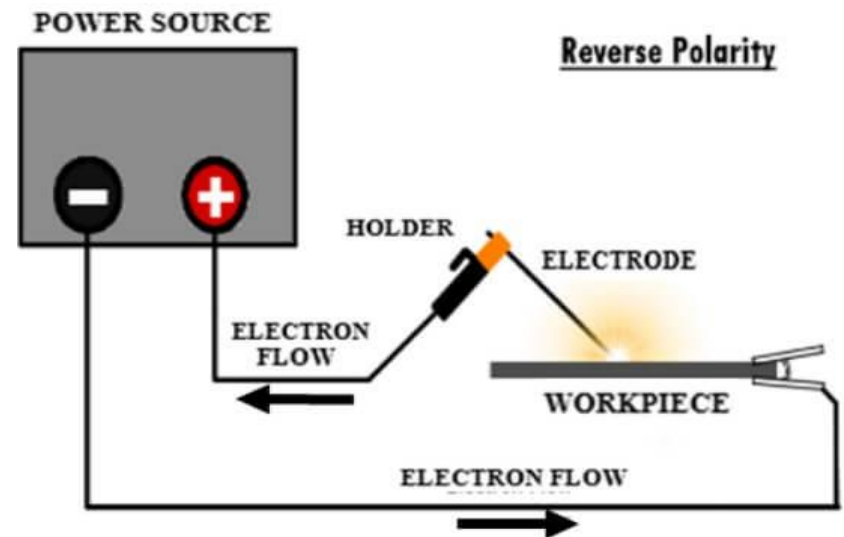 POWER SOURCE
Reverse Polarity
−
+
HOLDER
ELECTRODE
ELECTRON
FLOW
WORKPIECE
ELECTRON FLOW